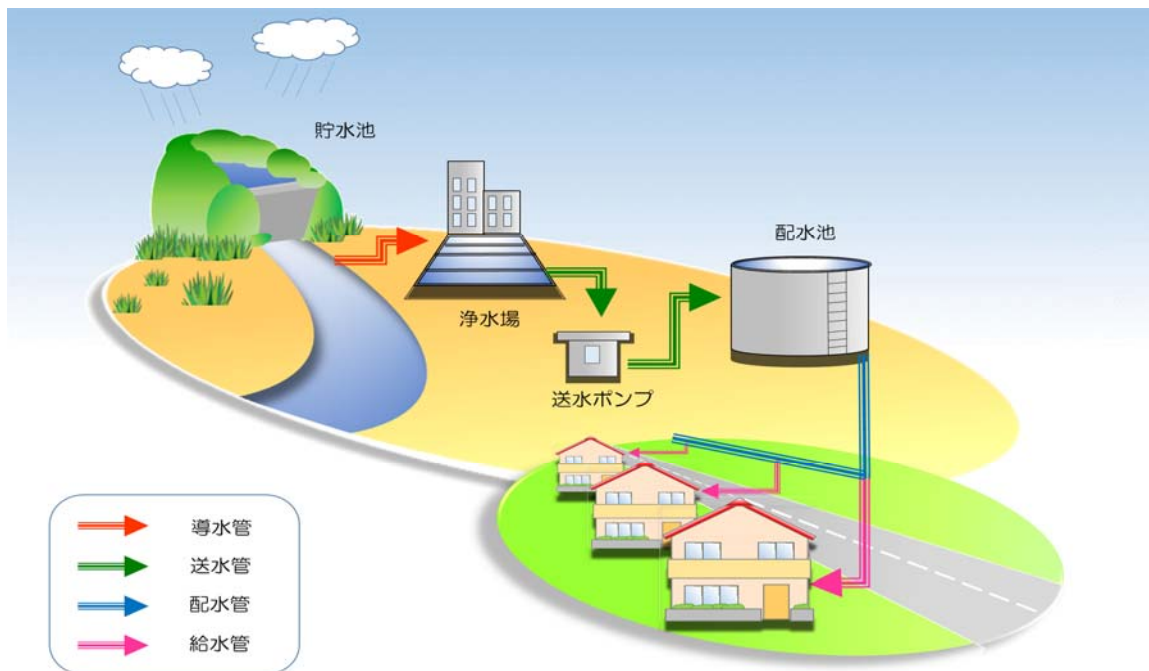 貯水池
浄水場
送水ポンプ
配水池
導水管
送水管
配水管
給水管